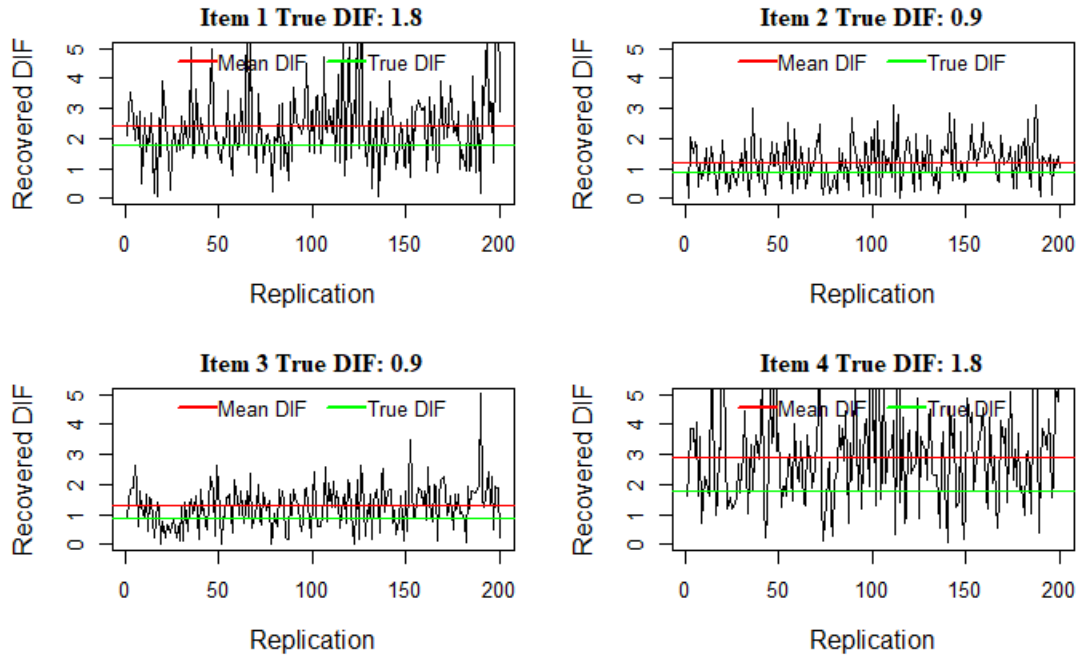 Item 1 True DIF: 1.8
Recovered DIF
5
4
3
2
1
0
Mean DIF
True DIF
0
50
100
150
200
Replication
Item 2 True DIF: 0.9
Recovered DIF
5
4
3
2
1
0
Mean DIF
True DIF
0
50
100
150
200
Replication
Item 3 True DIF: 0.9
Recovered DIF
5
4
3
2
1
0
Mean DIF
True DIF
0
50
100
150
200
Replication
Item 4 True DIF: 1.8
Recovered DIF
5
4
3
2
1
0
Mean DIF
True DIF
0
50
100
150
200
Replication